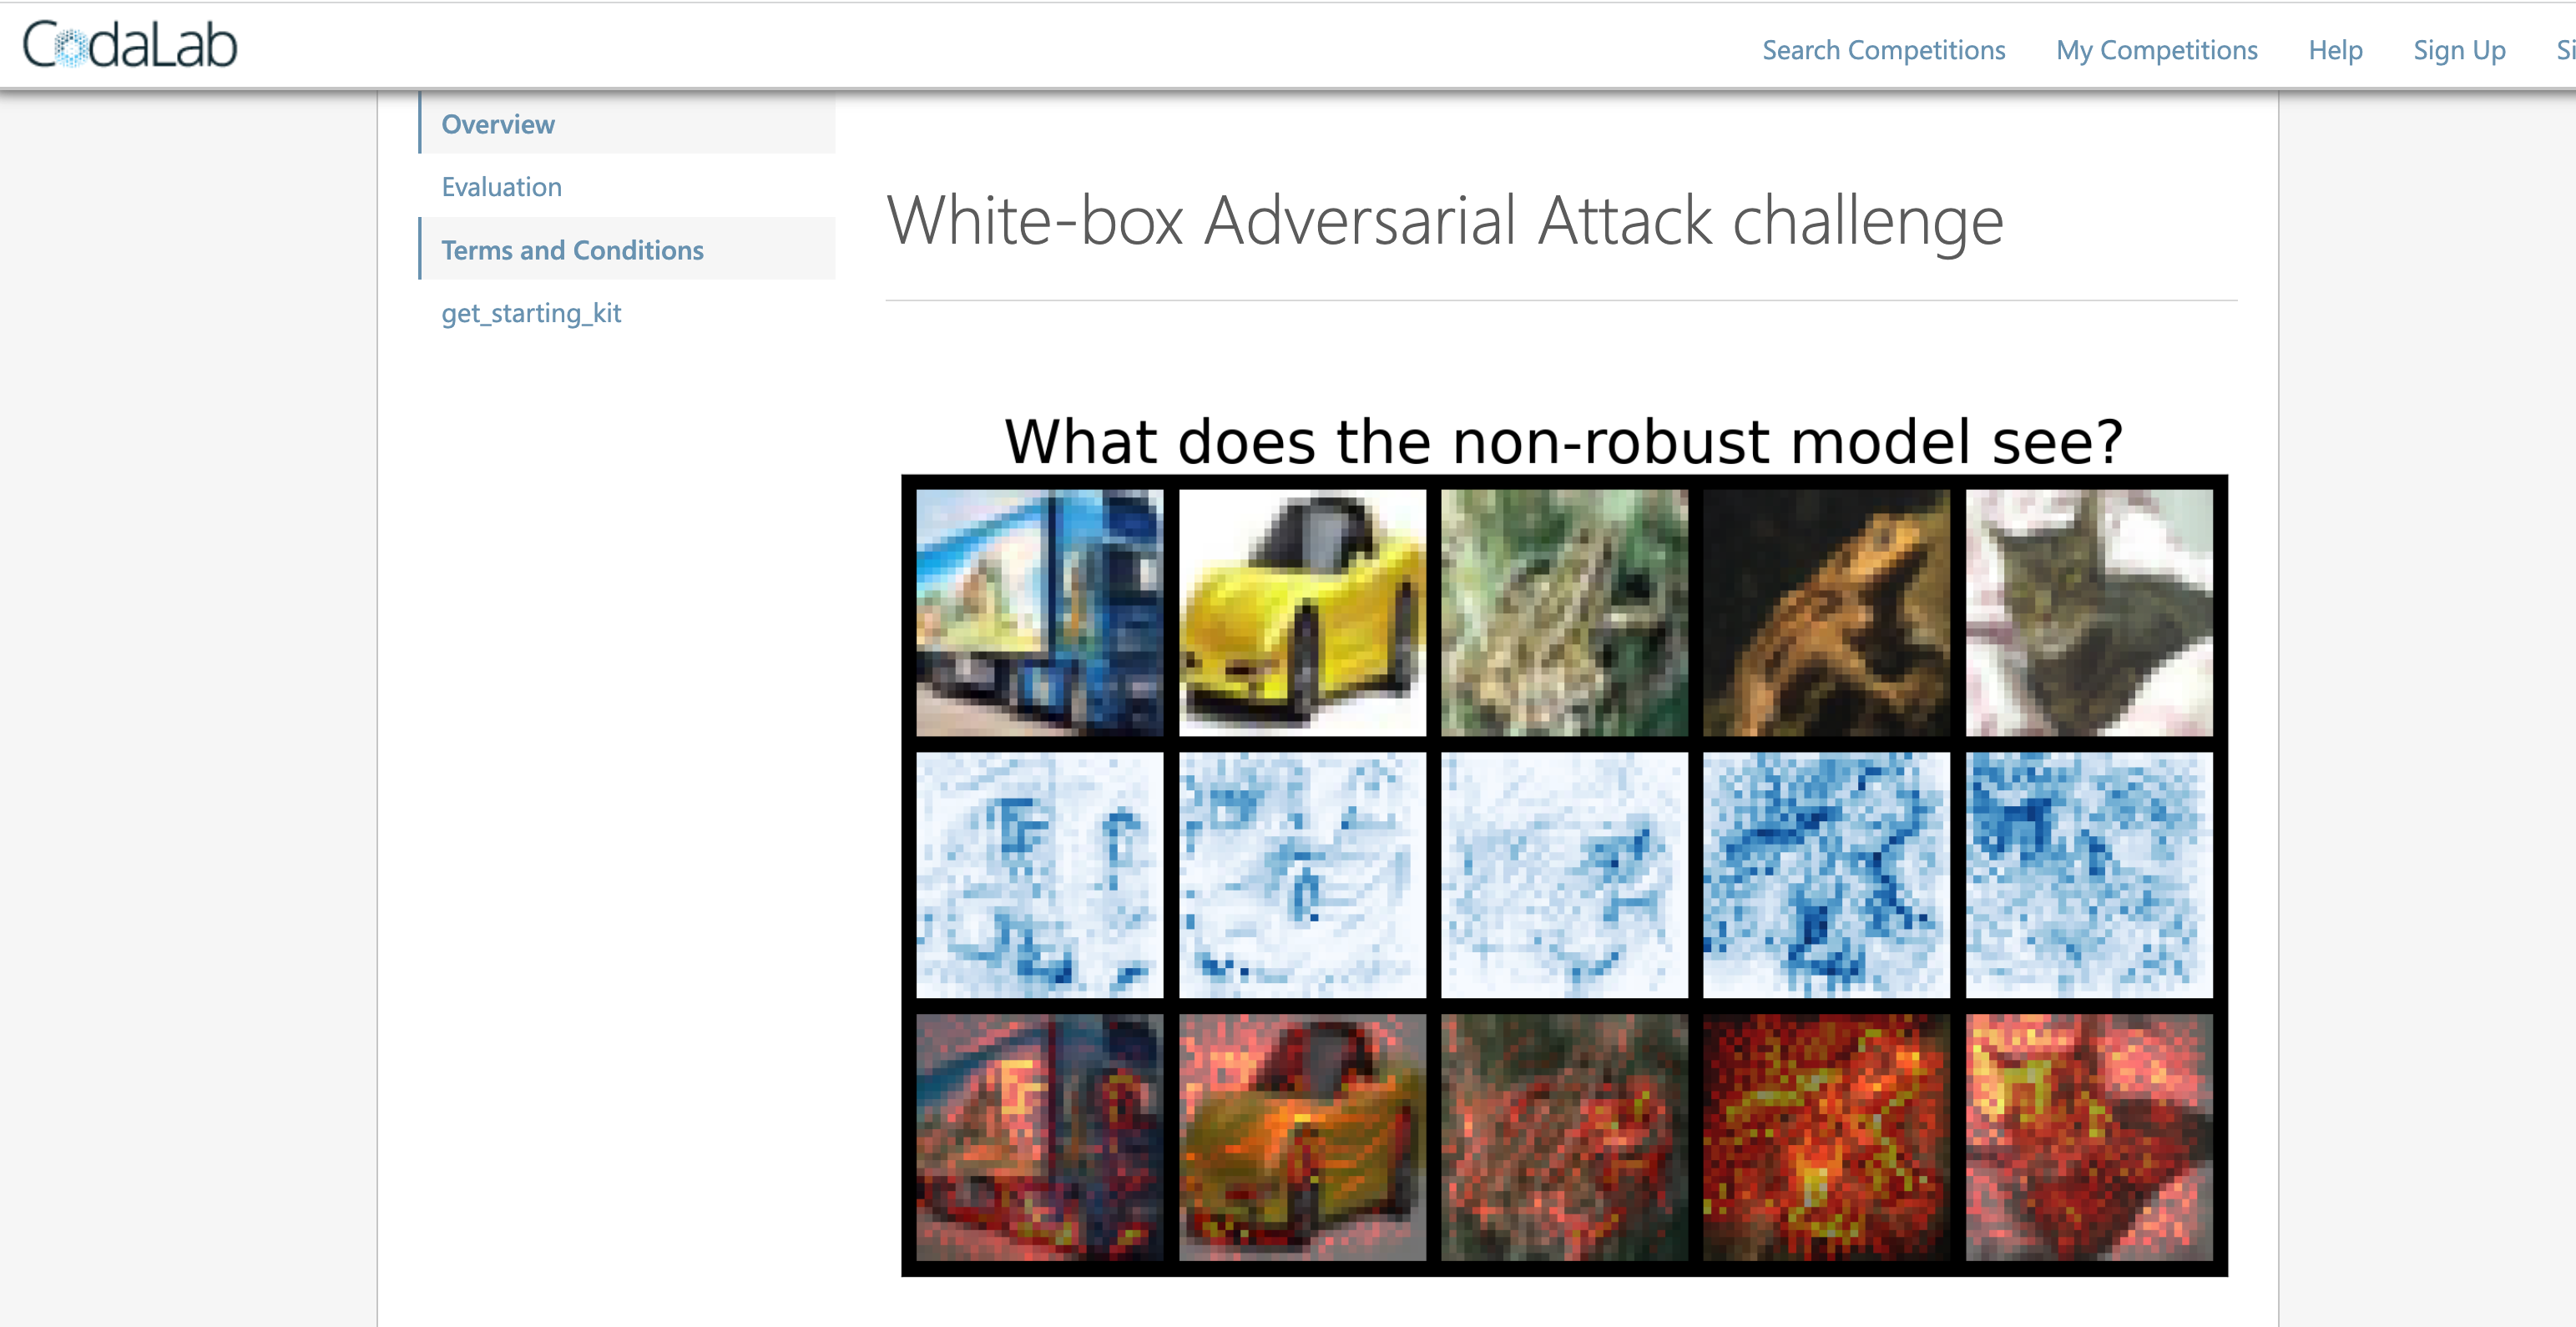 CodaLab
Search Competitions
My Competitions
Help
Sign Up
Overview
Evaluation
Terms and Conditions
get_starting_kit
White-box Adversarial Attack challenge
What does the non-robust model see?